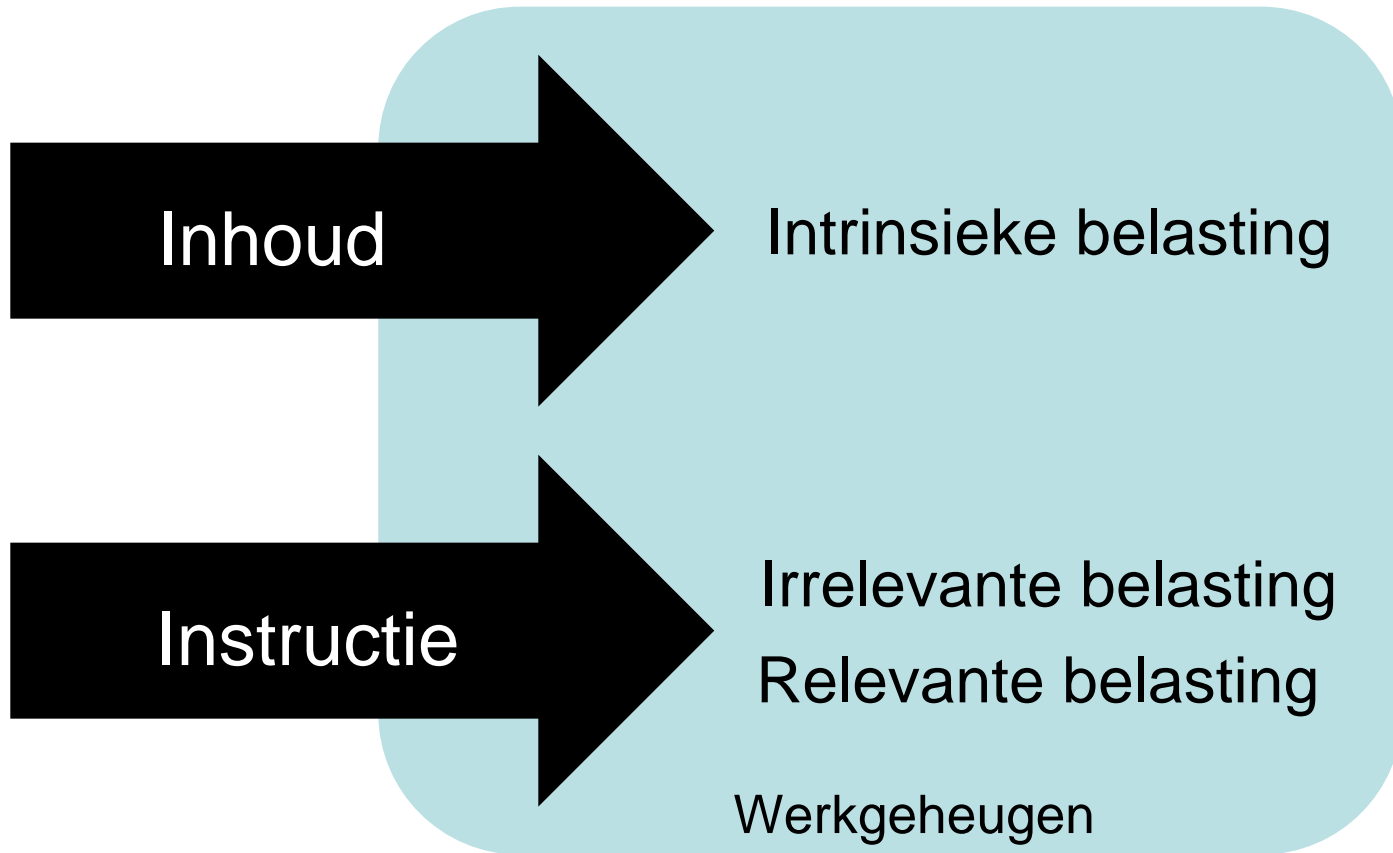 Inhoud
Intrinsieke belasting
Instructie
Irrelevante belasting
Relevante belasting
Werkgeheugen